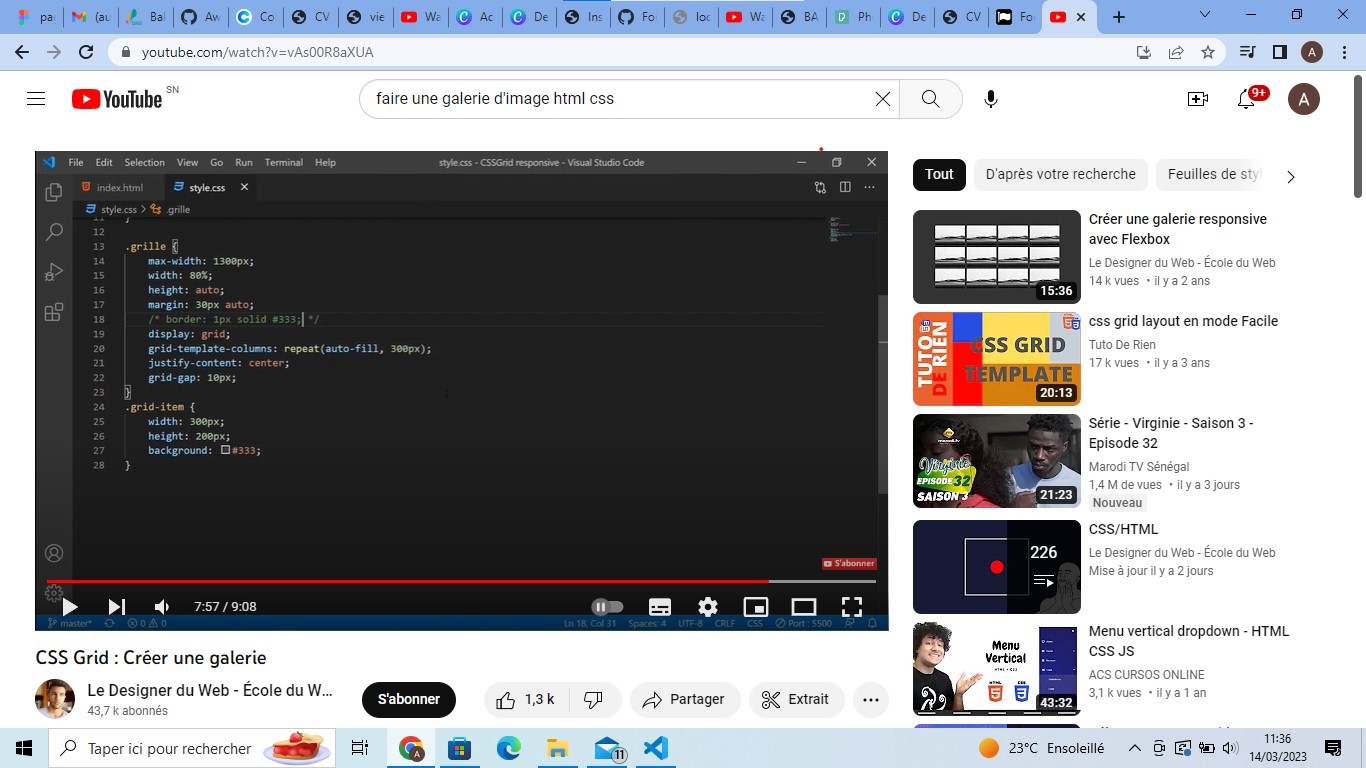 pa
(au
Bai
Aw
Co
CV
vie
Wa
Ac
De
Ins
Fo
loc
Wa
BA
Ph
De
CV
Fo
youtube.com/watch?v=vAs00R8aXUA
A
YouTube SN
faire une galerie d'image html css
9+
A
File Edit Selection View Go Run Terminal Help
style.css - CSSGrid responsive - Visual Studio Code
index.html
style.css
style.css > .grille
11 }
12
13 .grille {
14 max-width: 1300px;
15 width: 80%;
16 height: auto;
17 margin: 30px auto;
18 /* border: 1px solid #333; */
19 display: grid;
20 grid-template-columns: repeat(auto-fill, 300px);
21 justify-content: center;
22 grid-gap: 10px;
23 }
24 .grid-item {
25 width: 300px;
26 height: 200px;
27 background: #333;
28 }
S'abonner
7:57 / 9:08
master* 0 0
Ln 18, Col 31 Spaces: 4 UTF-8 CRLF CSS Port : 5500
CSS Grid : Créer une galerie
Le Designer du Web - École du W...
43,7 k abonnés
S'abonner
1,3 k
Partager
Extrait
Tout
D'après votre recherche
Feuilles de styl
15:36
Créer une galerie responsive
avec Flexbox
Le Designer du Web - École du Web
14 k vues • il y a 2 ans
TUTO
DE RIEN
CSS GRID
TEMPLATE
20:13
css grid layout en mode Facile
Tuto De Rien
17 k vues • il y a 3 ans
marodi.tv
Virginie
EPISODE 32
SAISON 3
21:23
Série - Virginie - Saison 3 -
Episode 32
Marodi TV Sénégal
1,4 M de vues • il y a 3 jours
Nouveau
226
CSS/HTML
Le Designer du Web - École du Web
Mise à jour il y a 2 jours
Menu
Vertical
HTML + CSS
HTML
CSS
43:32
Menu vertical dropdown - HTML
CSS JS
ACS CURSOS ONLINE
3,1 k vues • il y a 1 an
Taper ici pour rechercher
A
11
23°C Ensoleillé
11:36
14/03/2023